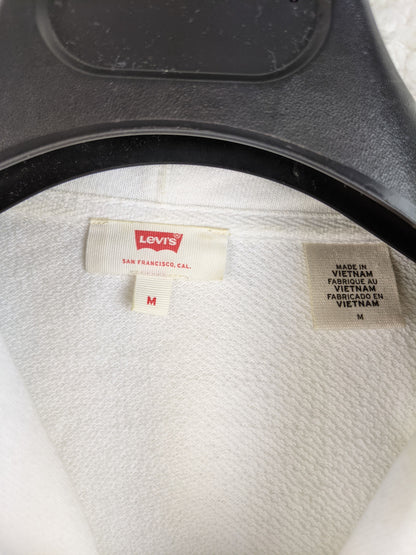 LEVI'S
SAN FRANCISCO, CAL.
M
MADE IN
VIETNAM
FABRIQUE AU
VIETNAM
FABRICADO EN
VIETNAM
M